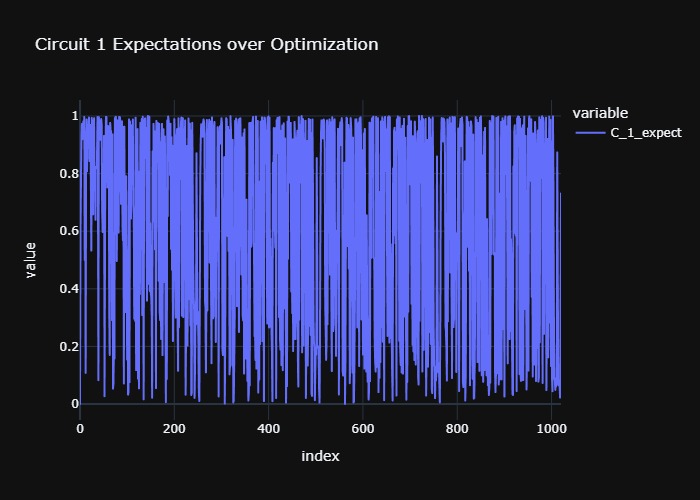 Circuit 1 Expectations over Optimization
variable
C_1_expect
value
1
0.8
0.6
0.4
0.2
0
0
200
400
600
800
1000
index